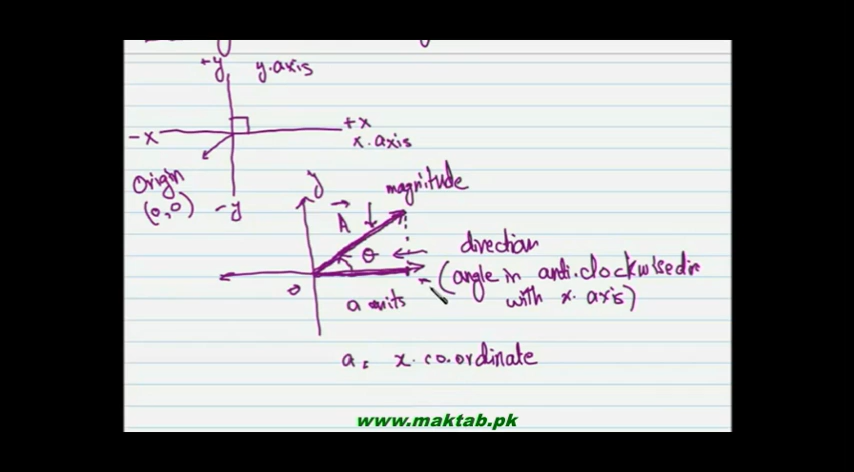 +y y.axis
+x
-x
x.axis
Origin
(0,0)
-y
y
magnitude
A
θ
direction
(angle in anti.clockwise dir
with x.axis)
o
a units
a = x.co.ordinate
www.maktab.pk